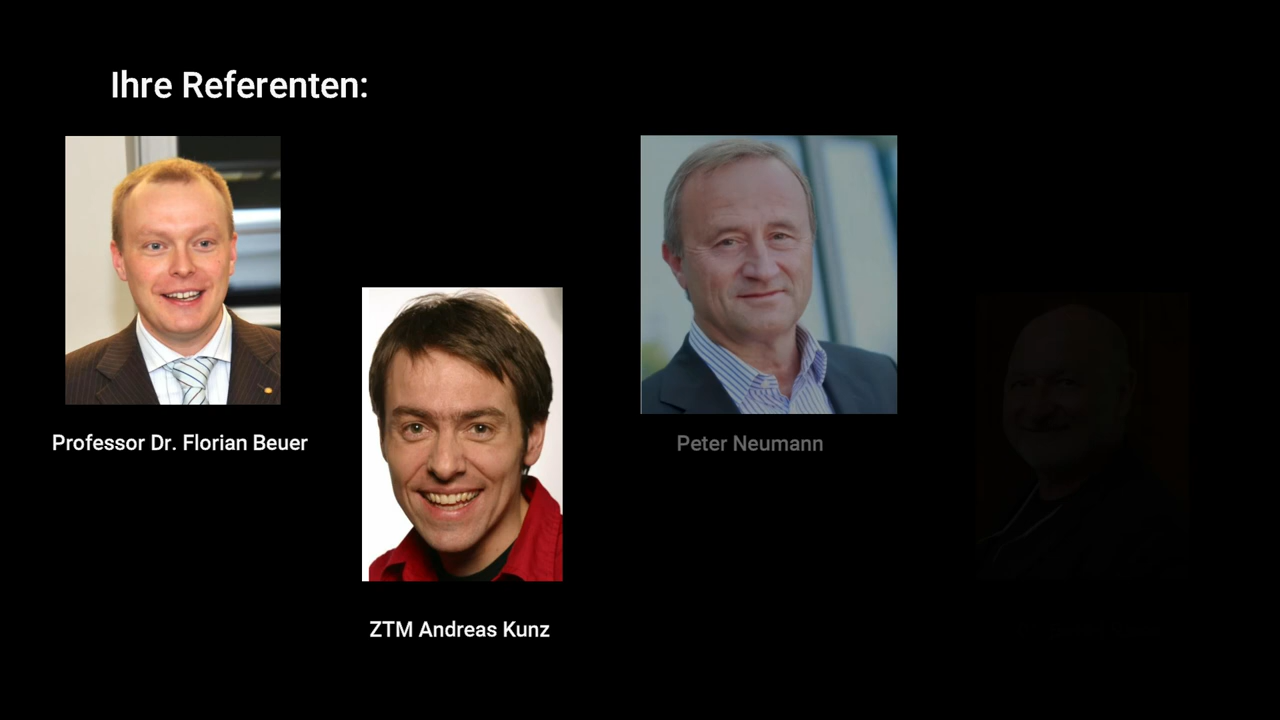 Ihre Referenten:
Professor Dr. Florian Beuer
Peter Neumann
ZTM Andreas Kunz